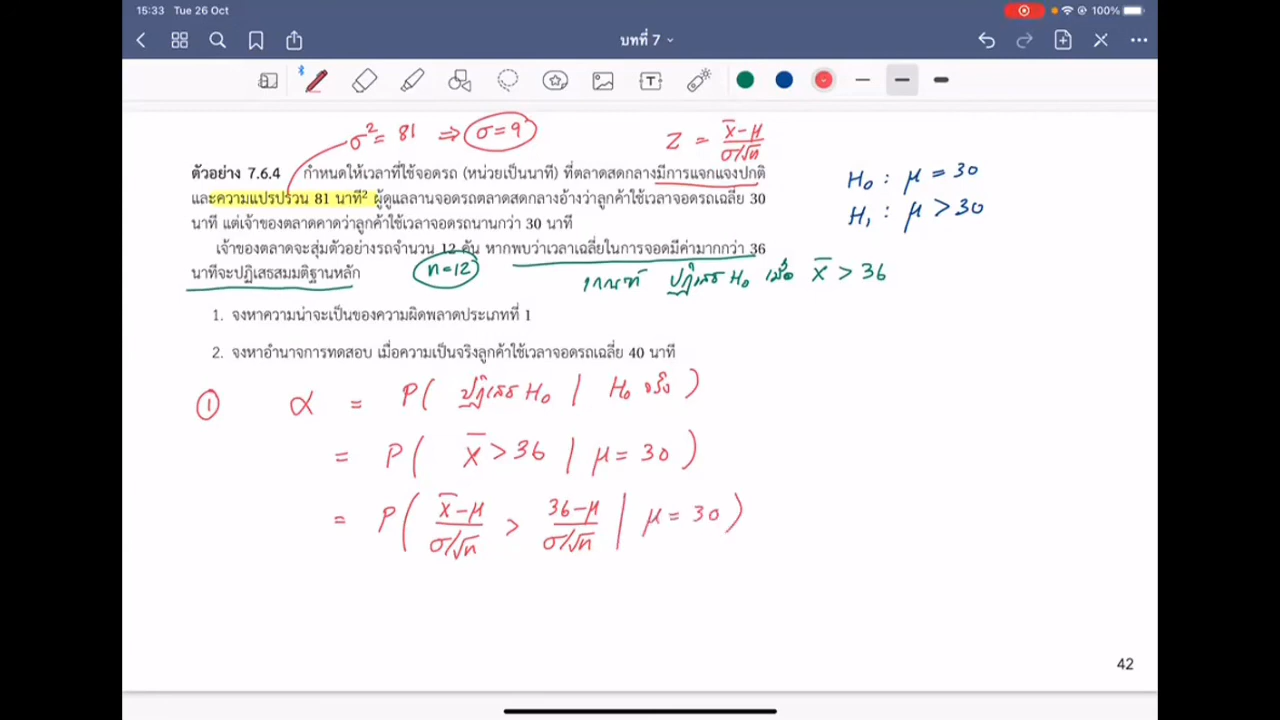 15:33 Tue 26 Oct 100%
บทที่ 7
σ² = 81 ⇒ σ = 9
Z = x̄-μ / σ/√n
ตัวอย่าง 7.6.4 กำหนดให้เวลาที่ใช้จอดรถ (หน่วยเป็นนาที) ที่ตลาดสดกลางมีการแจกแจงปกติ
และความแปรปรวน 81 นาที² ผู้ดูแลลานจอดรถตลาดสดกลางอ้างว่าลูกค้าใช้เวลาจอดรถเฉลี่ย 30
นาที แต่เจ้าของตลาดคาดว่าลูกค้าใช้เวลาจอดรถนานกว่า 30 นาที
H₀ : μ = 30
H₁ : μ > 30
เจ้าของตลาดจะสุ่มตัวอย่างรถจำนวน 12 คัน หากพบว่าเวลาเฉลี่ยในการจอดมีค่ามากกว่า 36
นาทีจะปฏิเสธสมมติฐานหลัก
n=12
เกณฑ์ ปฏิเสธ H₀ เมื่อ x̄ > 36
1. จงหาความน่าจะเป็นของความผิดพลาดประเภทที่ 1
2. จงหาอำนาจการทดสอบ เมื่อความเป็นจริงลูกค้าใช้เวลาจอดรถเฉลี่ย 40 นาที
① α = P( ปฏิเสธ H₀ | H₀ จริง )
= P( x̄ > 36 | μ = 30 )
= P( x̄-μ / σ/√n > 36-μ / σ/√n | μ = 30 )
42